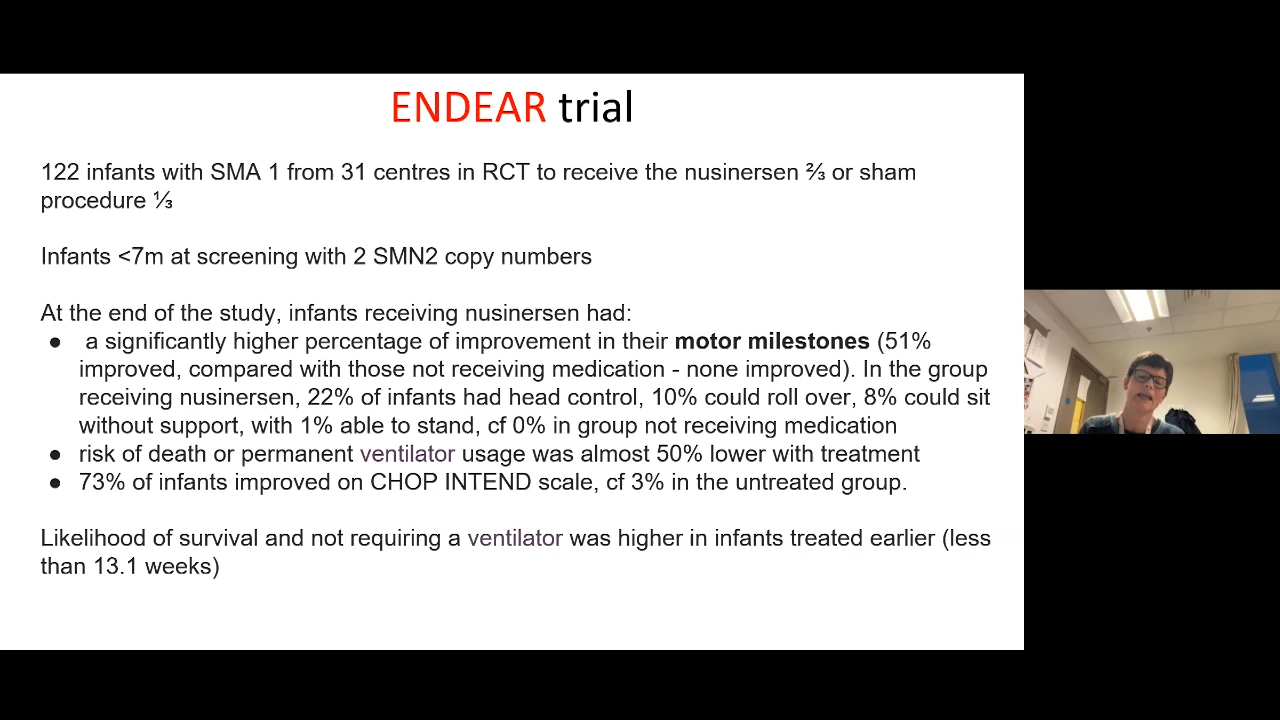 ENDEAR trial
122 infants with SMA 1 from 31 centres in RCT to receive the nusinersen ⅔ or sham
procedure ⅓
Infants <7m at screening with 2 SMN2 copy numbers
At the end of the study, infants receiving nusinersen had:
● a significantly higher percentage of improvement in their motor milestones (51%
improved, compared with those not receiving medication - none improved). In the group
receiving nusinersen, 22% of infants had head control, 10% could roll over, 8% could sit
without support, with 1% able to stand, cf 0% in group not receiving medication
● risk of death or permanent ventilator usage was almost 50% lower with treatment
● 73% of infants improved on CHOP INTEND scale, cf 3% in the untreated group.
Likelihood of survival and not requiring a ventilator was higher in infants treated earlier (less
than 13.1 weeks)